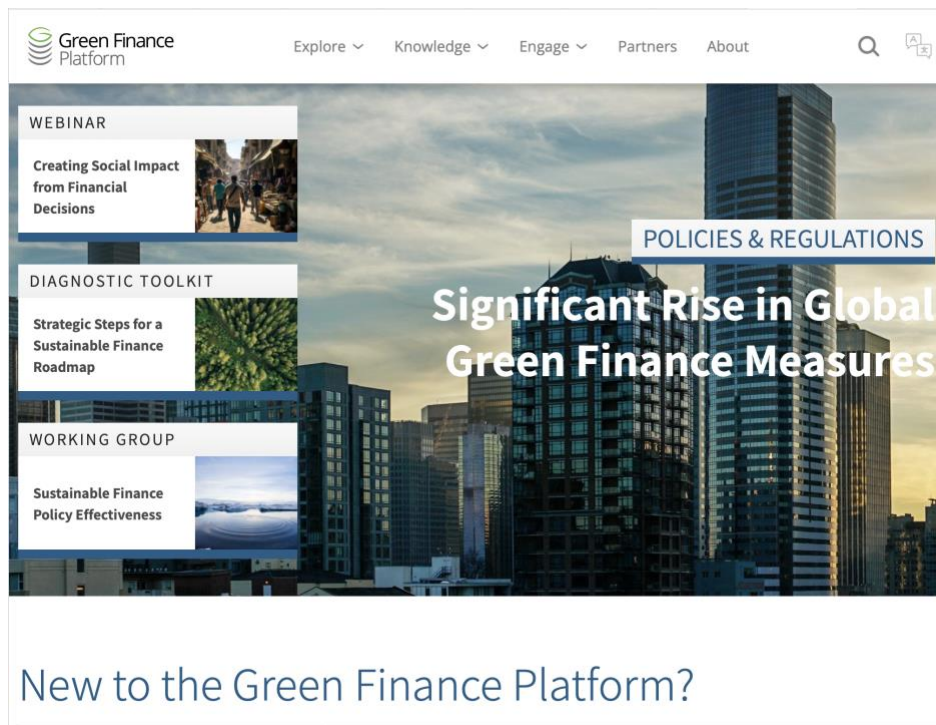 Green Finance
Platform
Explore
Knowledge
Engage
Partners
About
A
文
WEBINAR
Creating Social Impact
from Financial
Decisions
DIAGNOSTIC TOOLKIT
Strategic Steps for a
Sustainable Finance
Roadmap
WORKING GROUP
Sustainable Finance
Policy Effectiveness
POLICIES & REGULATIONS
Significant Rise in Global
Green Finance Measures
New to the Green Finance Platform?